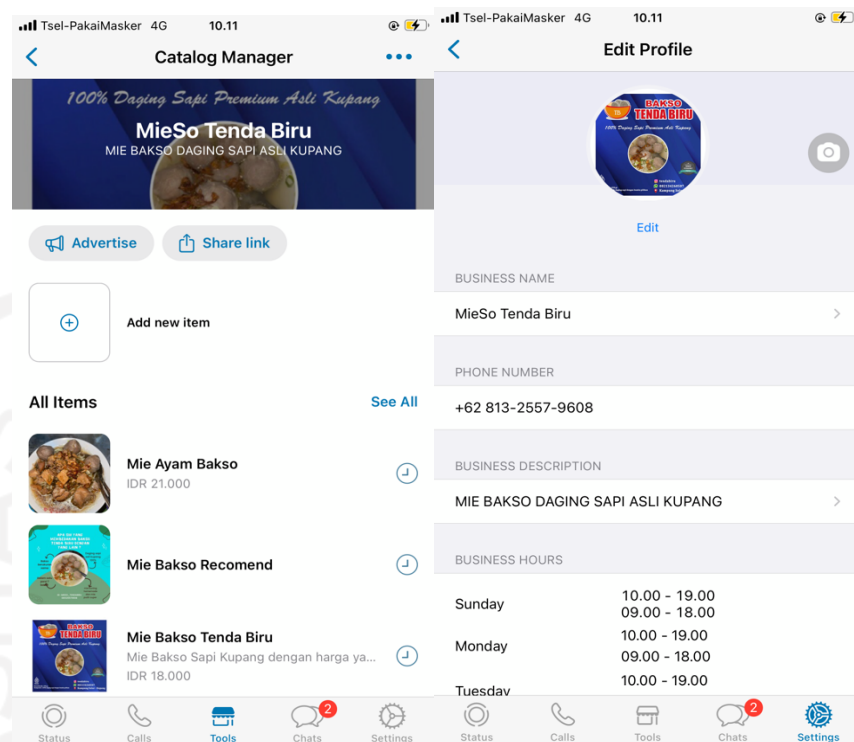 Tsel-PakaiMasker 4G 10.11
Catalog Manager
100% Daging Sapi Premium Asli Kupang
MieSo Tenda Biru
MIE BAKSO DAGING SAPI ASLI KUPANG
Advertise
Share link
Add new item
All Items
See All
Mie Ayam Bakso
IDR 21.000
Mie Bakso Recomend
BAKSO
TENDA BIRU
Mie Bakso Tenda Biru
Mie Bakso Sapi Kupang dengan harga ya...
IDR 18.000
2
Status
Calls
Tools
Chats
Settings
Tsel-PakaiMasker 4G 10.11
Edit Profile
BAKSO
TENDA BIRU
100% Daging Sapi Premium Asli Kupang
Edit
BUSINESS NAME
MieSo Tenda Biru
PHONE NUMBER
+62 813-2557-9608
BUSINESS DESCRIPTION
MIE BAKSO DAGING SAPI ASLI KUPANG
BUSINESS HOURS
Sunday
10.00 - 19.00
09.00 - 18.00
Monday
10.00 - 19.00
09.00 - 18.00
Tuesday
10.00 - 19.00
2
Status
Calls
Tools
Chats
Settings